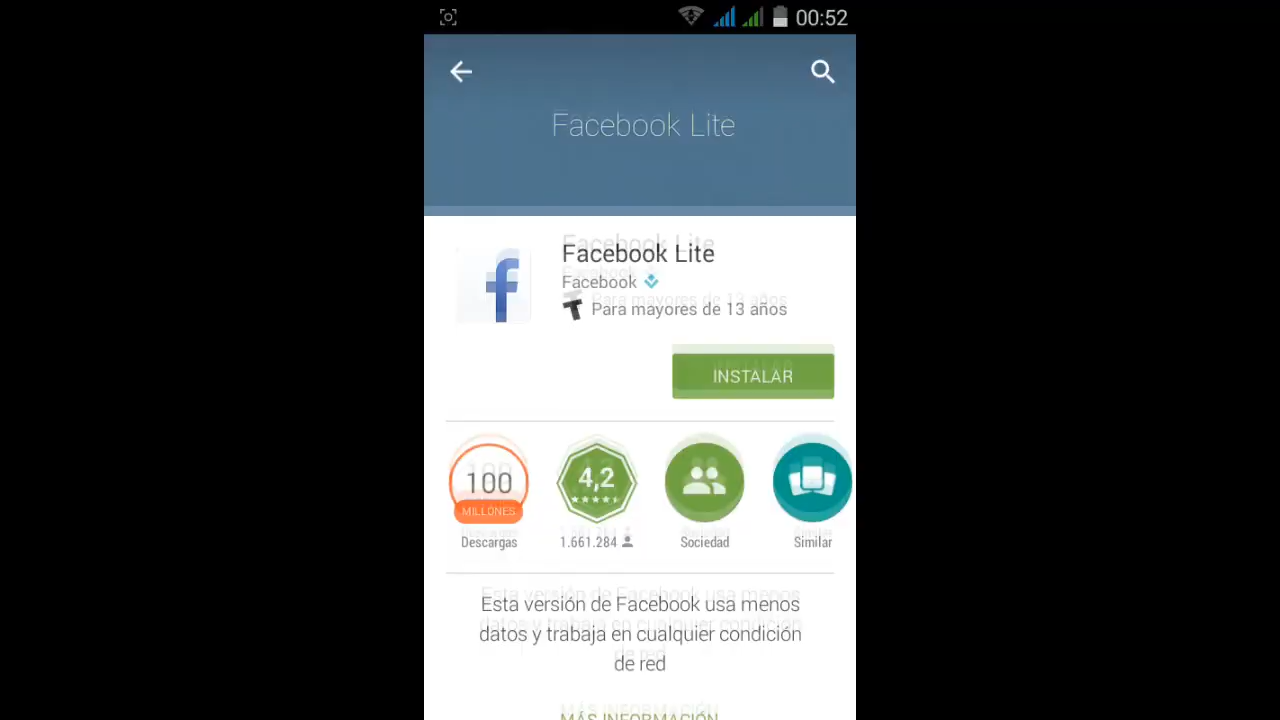 00:52
Facebook Lite
Facebook Lite
Facebook
Para mayores de 13 años
INSTALAR
100
MILLONES
Descargas
4,2
1.661.284
Sociedad
Similar
Esta versión de Facebook usa menos
datos y trabaja en cualquier condición
de red
MÁS INFORMACIÓN